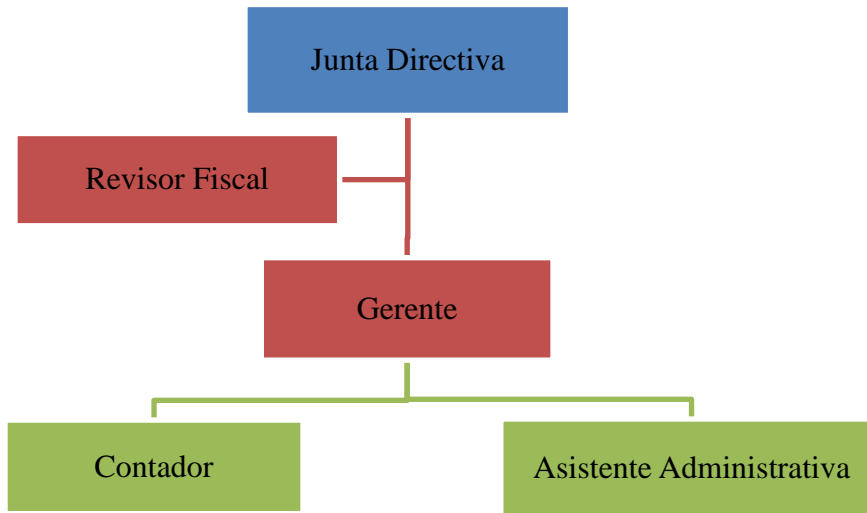 Junta Directiva
Revisor Fiscal
Gerente
Contador
Asistente Administrativa